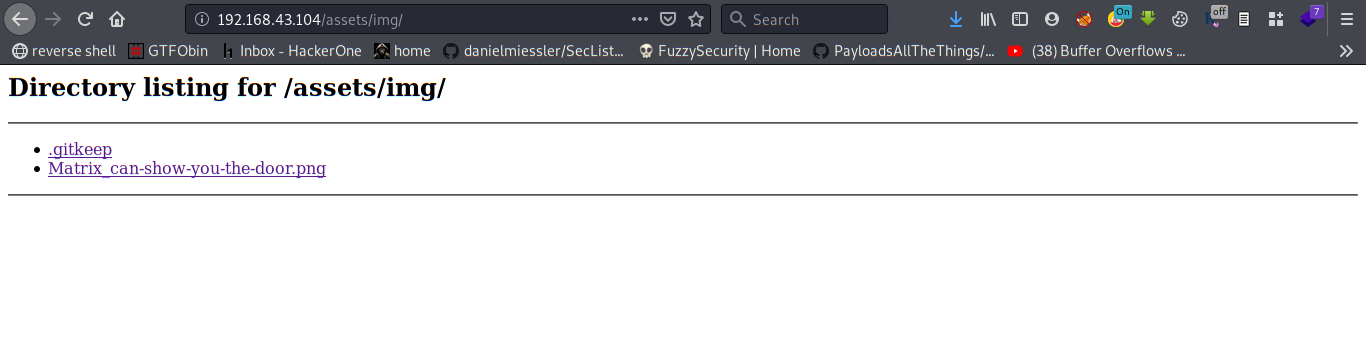 192.168.43.104/assets/img/
Search
On
off
7
reverse shell
GTFObin
Inbox - HackerOne
home
danielmiessler/SecList...
FuzzySecurity | Home
PayloadsAllTheThings/...
(38) Buffer Overflows ...
Directory listing for /assets/img/
.gitkeep
Matrix_can-show-you-the-door.png